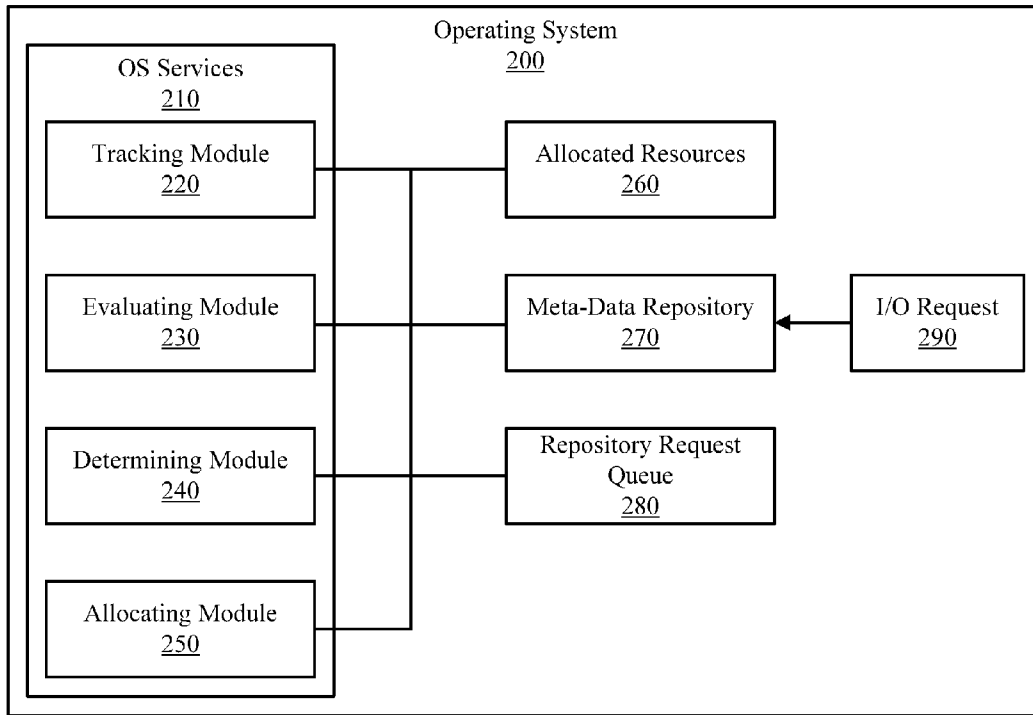 Operating System
200
OS Services
210
Tracking Module
220
Allocated Resources
260
Evaluating Module
230
Meta-Data Repository
270
I/O Request
290
Determining Module
240
Repository Request
Queue
280
Allocating Module
250